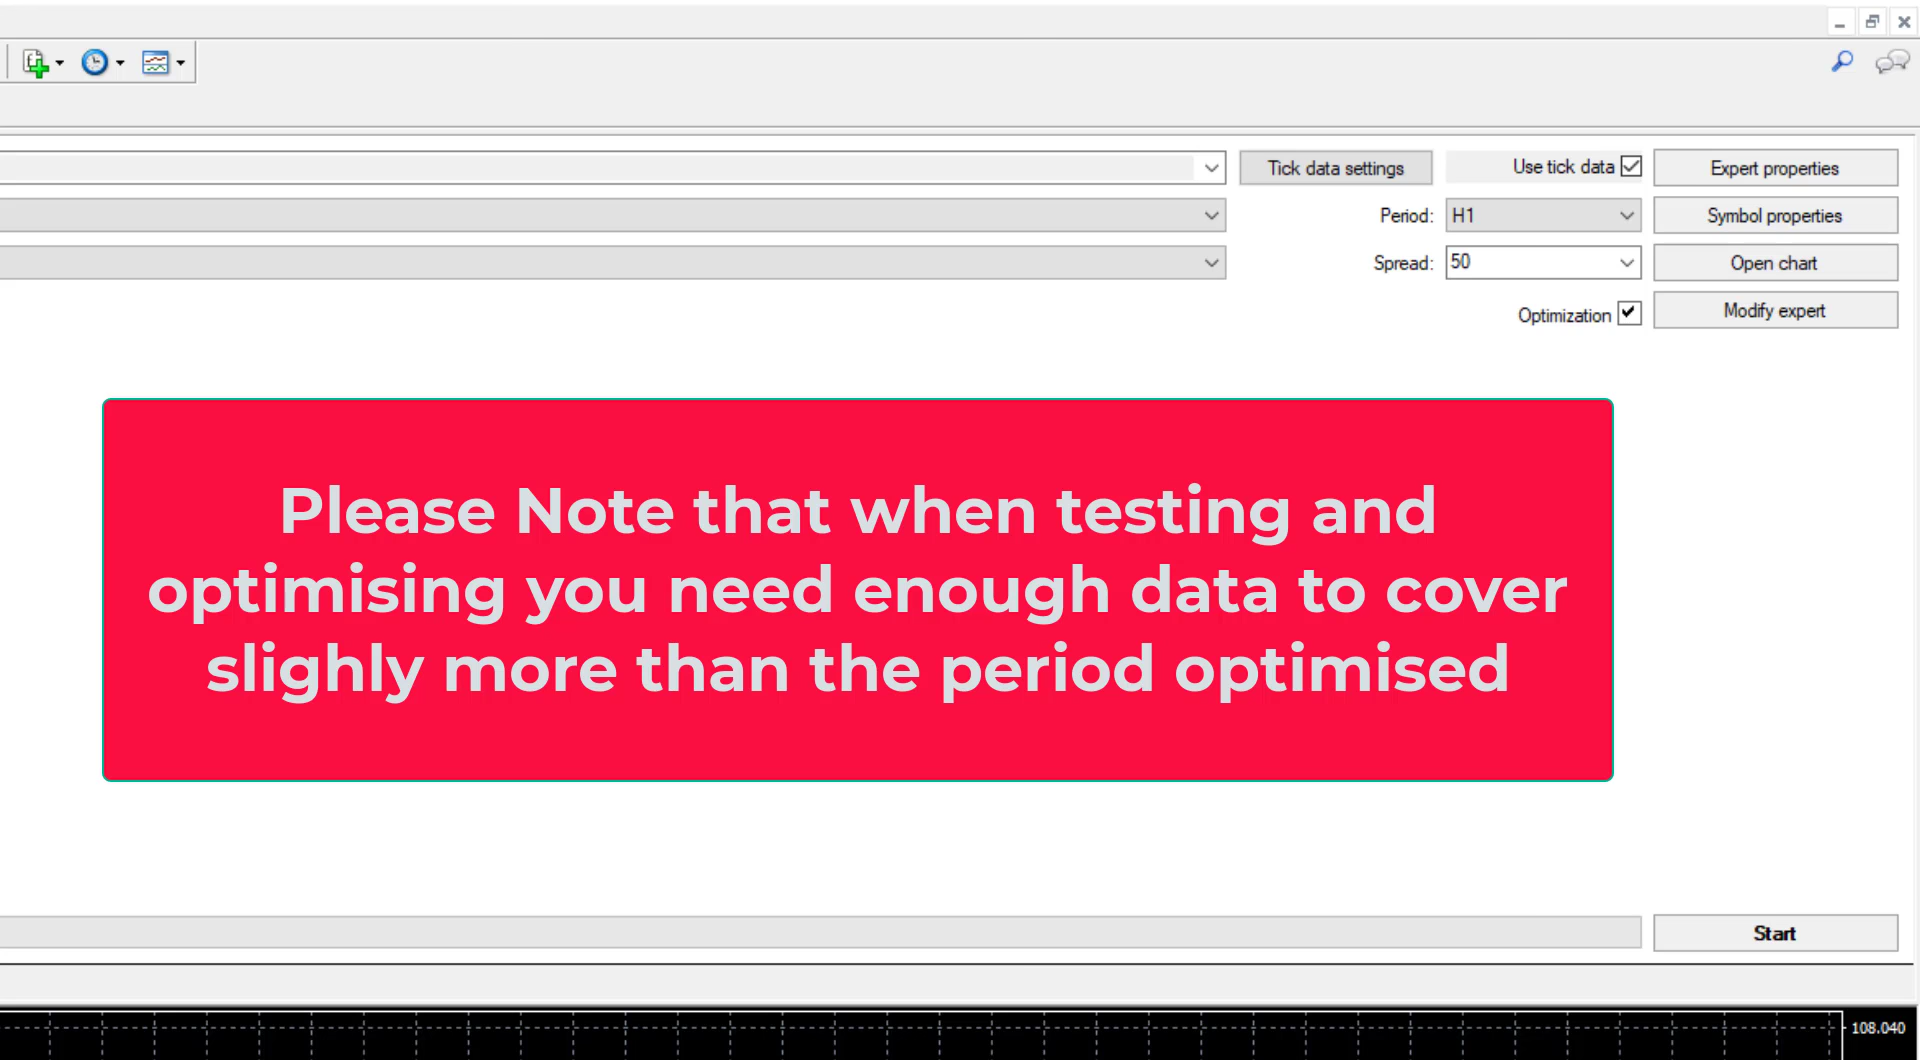 Tick data settings Use tick data Expert properties
Period: H1 Symbol properties
Spread: 50 Open chart
Optimization Modify expert
Please Note that when testing and
optimising you need enough data to cover
slighly more than the period optimised
Start
108.040